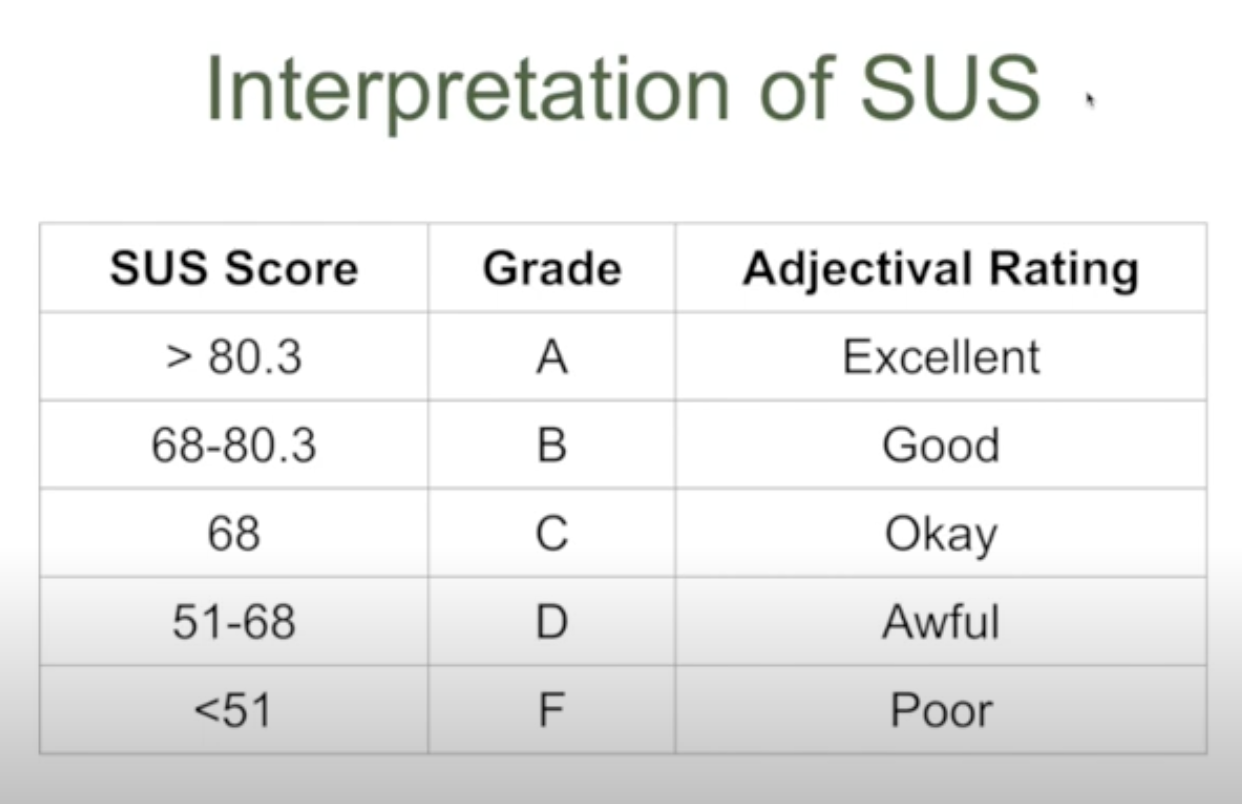 Interpretation of SUS
SUS Score Grade Adjectival Rating
> 80.3 A Excellent
68-80.3 B Good
68 C Okay
51-68 D Awful
<51 F Poor